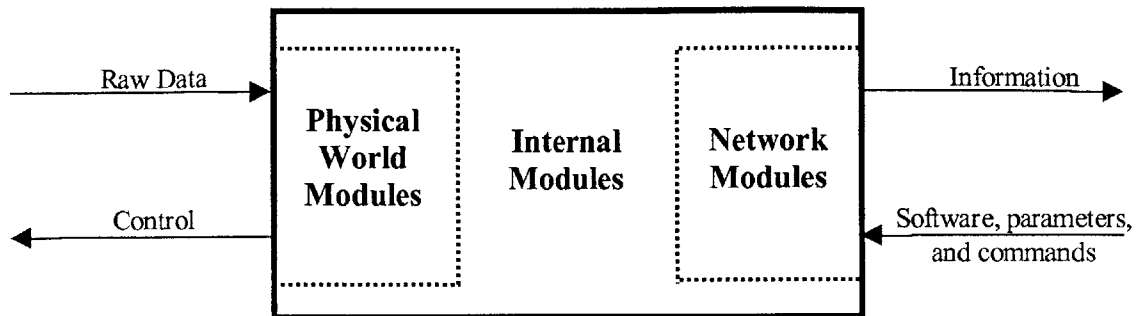 Raw Data
Control
Physical
World
Modules
Internal
Modules
Network
Modules
Information
Software, parameters,
and commands